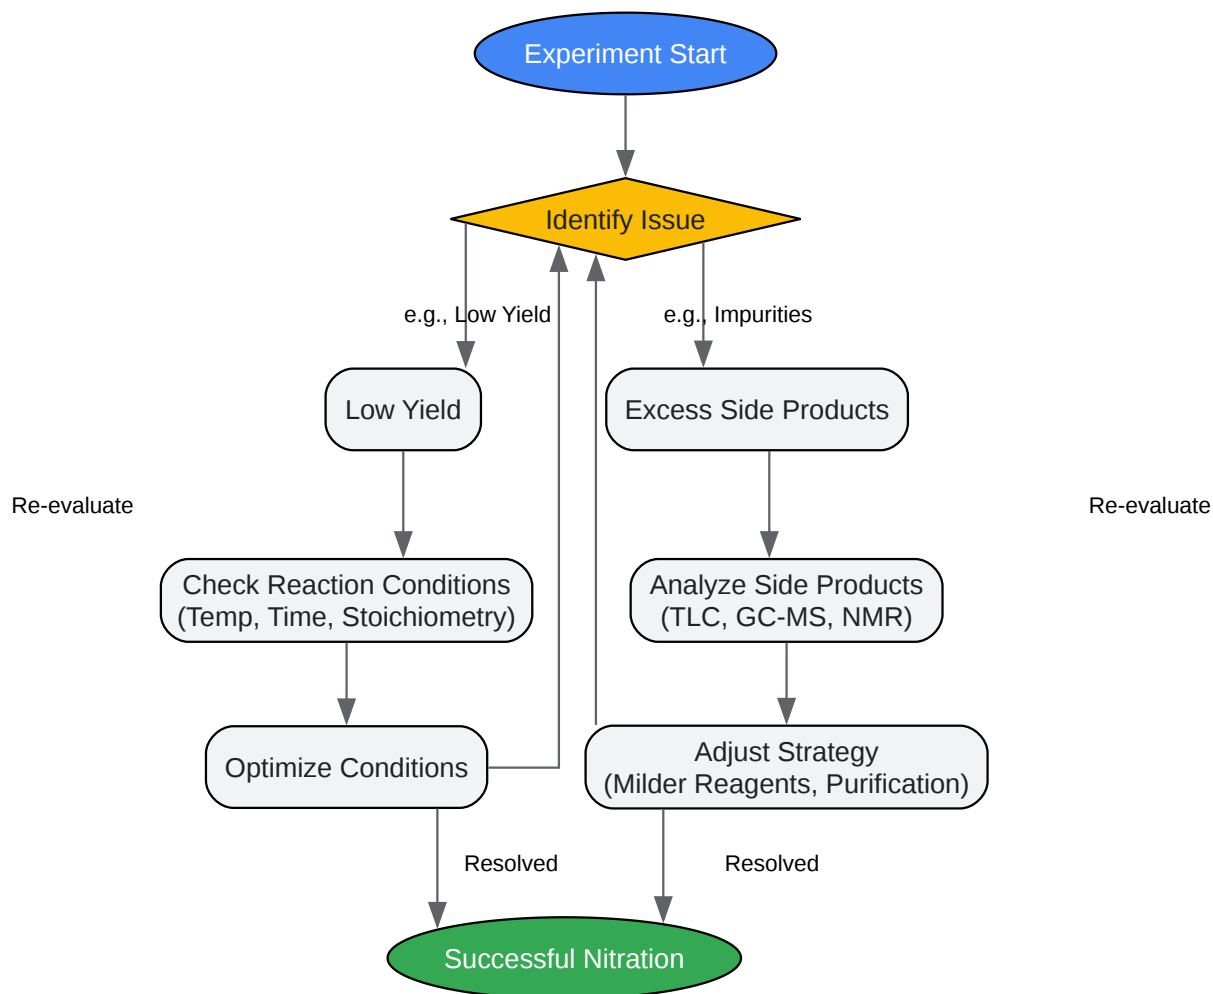 Experiment Start
Identify Issue
e.g., Low Yield
e.g., Impurities
Low Yield
Excess Side Products
Re-evaluate
Re-evaluate
Check Reaction Conditions
(Temp, Time, Stoichiometry)
Analyze Side Products
(TLC, GC-MS, NMR)
Optimize Conditions
Adjust Strategy
(Milder Reagents, Purification)
Resolved
Resolved
Successful Nitration